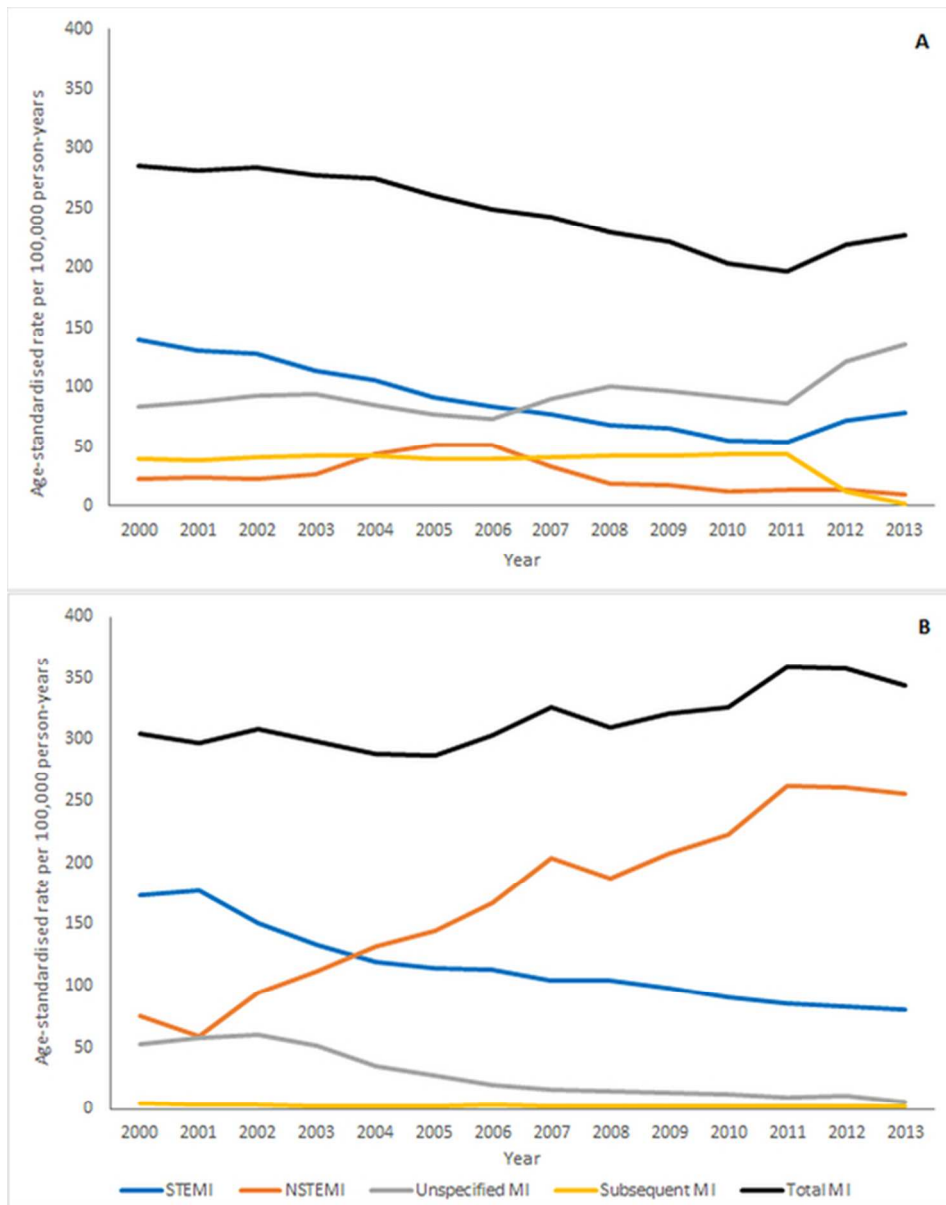 A
Age-standardised rate per 100,000 person-years
400
350
300
250
200
150
100
50
0
2000 2001 2002 2003 2004 2005 2006 2007 2008 2009 2010 2011 2012 2013
Year
B
Age-standardised rate per 100,000 person-years
400
350
300
250
200
150
100
50
0
2000 2001 2002 2003 2004 2005 2006 2007 2008 2009 2010 2011 2012 2013
Year
STEMI NSTEMI Unspecified MI Subsequent MI Total MI